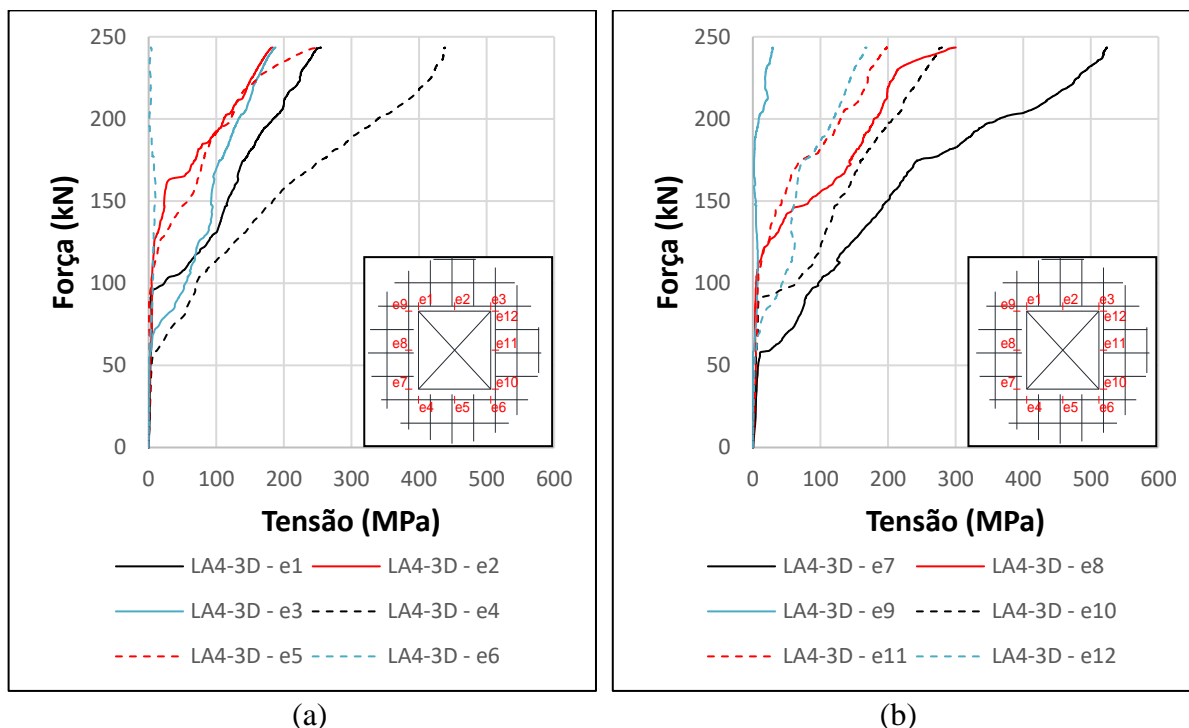 250
200
150
100
50
0
Força (kN)
0 100 200 300 400 500 600
Tensão (MPa)
e9 e1 e2 e3
e12
e8 e11
e7 e10
e4 e5 e6
LA4-3D - e1 LA4-3D - e2
LA4-3D - e3 LA4-3D - e4
LA4-3D - e5 LA4-3D - e6
(a)
250
200
150
100
50
0
Força (kN)
0 100 200 300 400 500 600
Tensão (MPa)
e9 e1 e2 e3
e12
e8 e11
e7 e10
e4 e5 e6
LA4-3D - e7 LA4-3D - e8
LA4-3D - e9 LA4-3D - e10
LA4-3D - e11 LA4-3D - e12
(b)